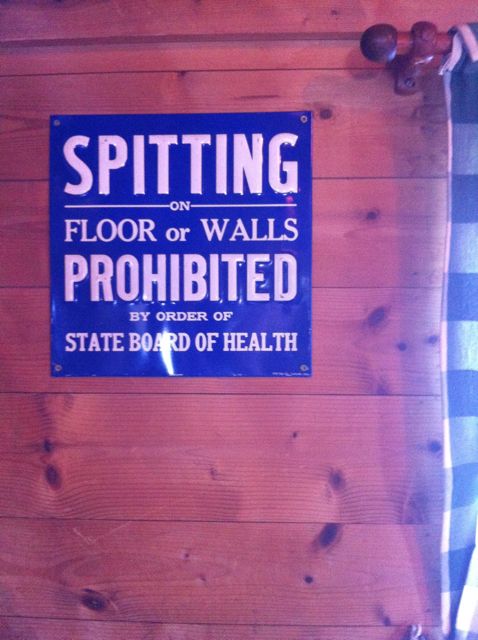 SPITTING
ON
FLOOR or WALLS
PROHIBITED
BY ORDER OF
STATE BOARD OF HEALTH